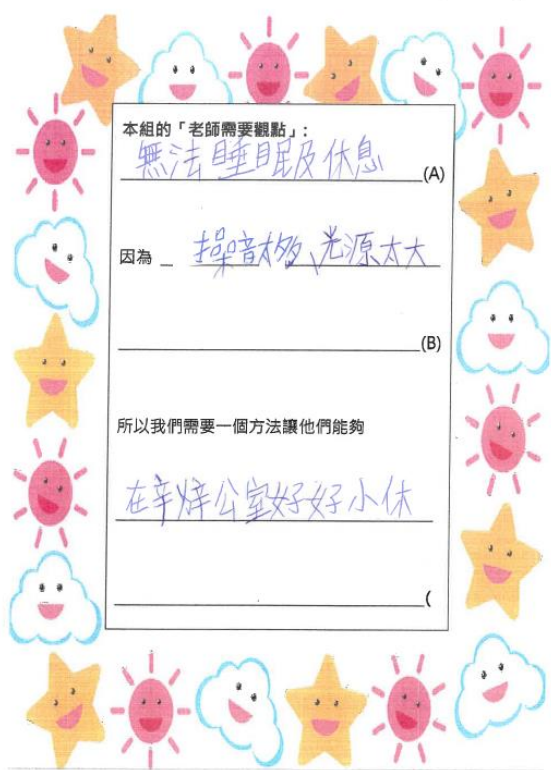 本組的「老師需要觀點」:
無法睡眠及休息 (A)
因為 _ 操音太多、光源太大
(B)
所以我們需要一個方法讓他們能夠
在辦公室好好小休
(